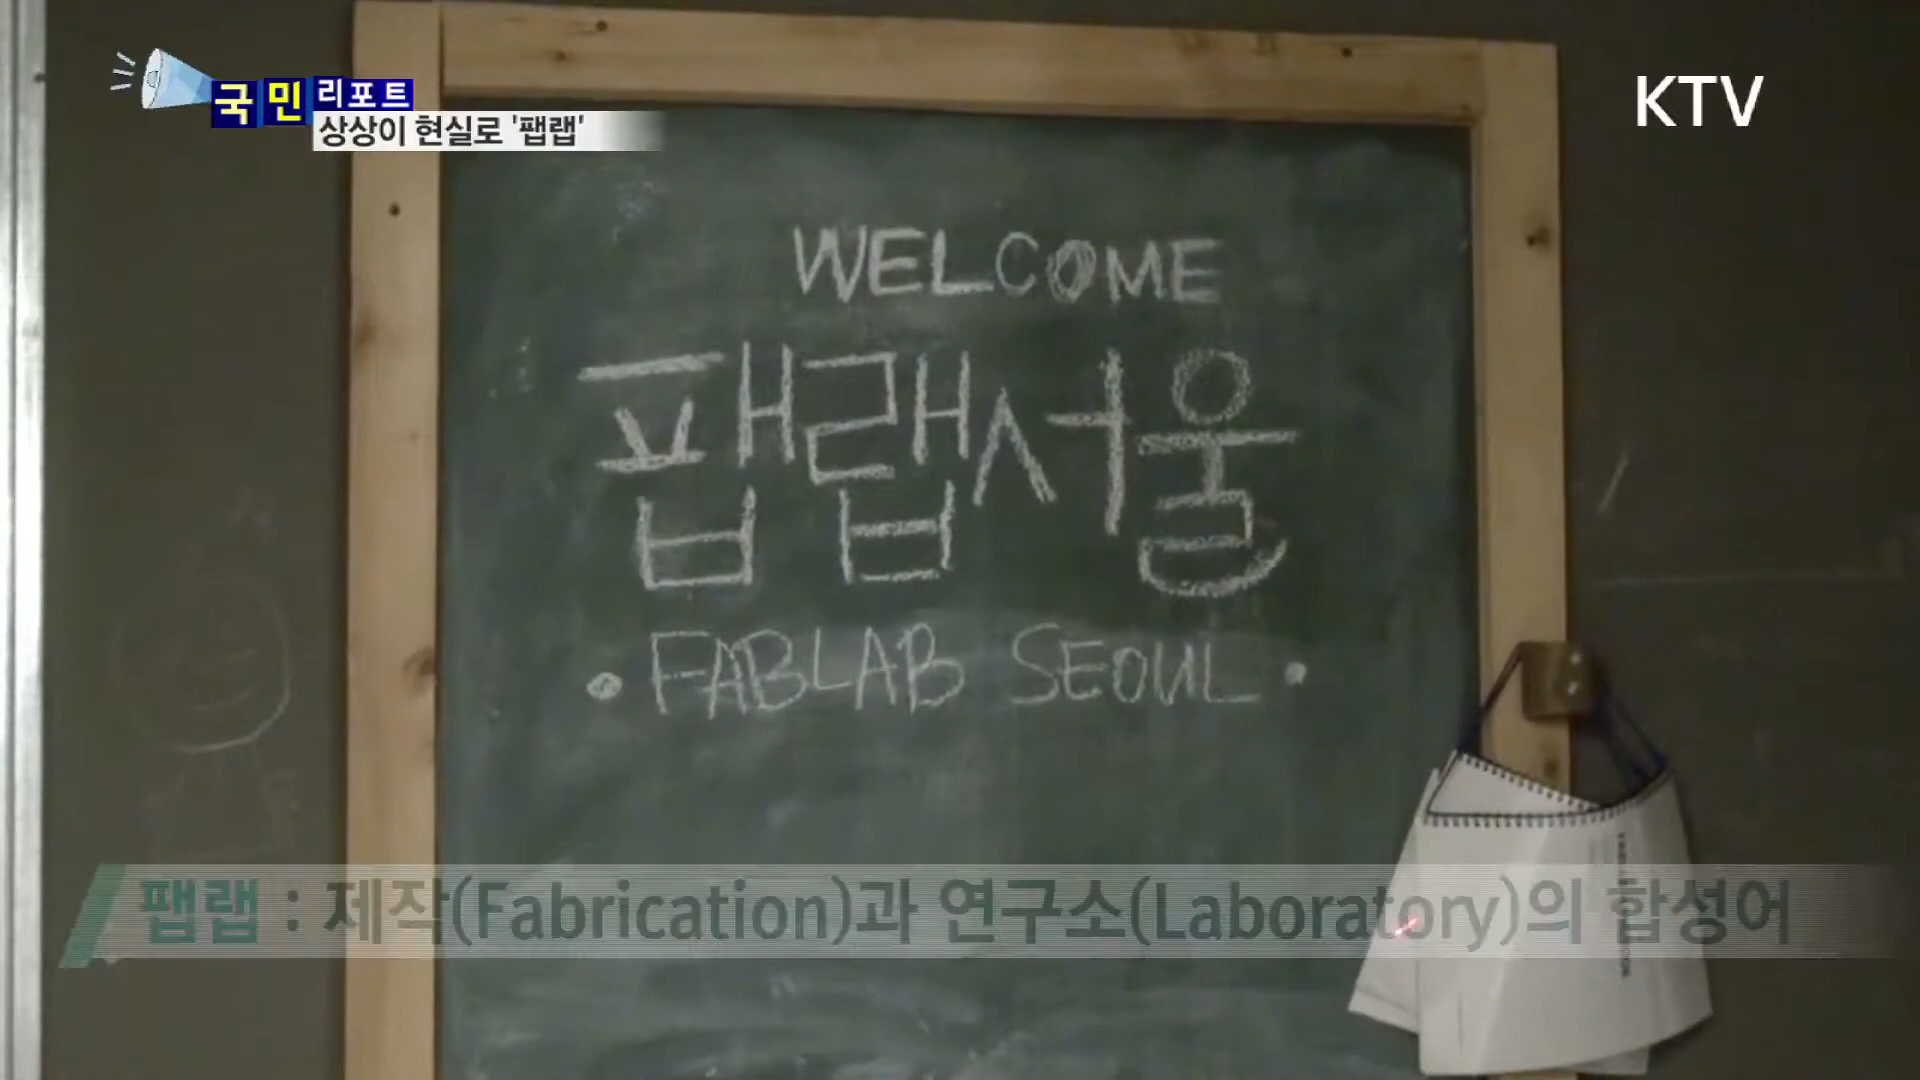 국민 리포트
KTV
상상이 현실로 '팹랩'
WELCOME
팹랩서울
• FABLAB SEOUL •
팹랩 : 제작(Fabrication)과 연구소(Laboratory)의 합성어